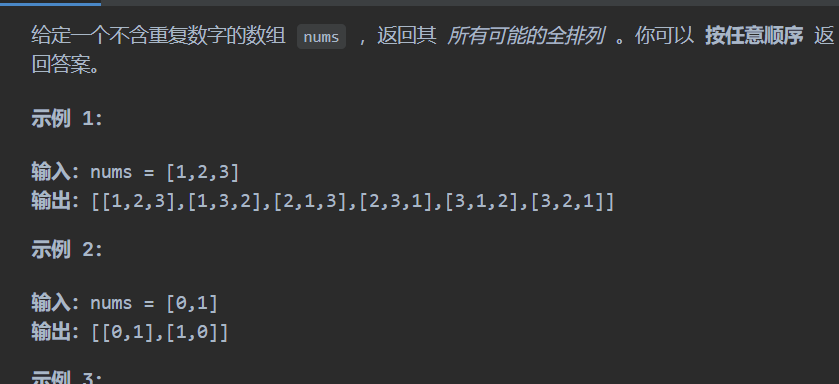 给定一个不含重复数字的数组 nums ，返回其 所有可能的全排列 。你可以 按任意顺序 返
回答案。
示例 1：
输入：nums = [1,2,3]
输出：[[1,2,3],[1,3,2],[2,1,3],[2,3,1],[3,1,2],[3,2,1]]
示例 2：
输入：nums = [0,1]
输出：[[0,1],[1,0]]
示例 3：